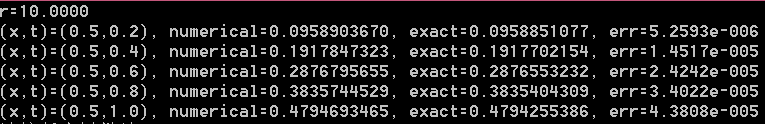 r=10.0000
(x,t)=(0.5,0.2), numerical=0.0958903670, exact=0.0958851077, err=5.2593e-006
(x,t)=(0.5,0.4), numerical=0.1917847323, exact=0.1917702154, err=1.4517e-005
(x,t)=(0.5,0.6), numerical=0.2876795655, exact=0.2876553232, err=2.4242e-005
(x,t)=(0.5,0.8), numerical=0.3835744529, exact=0.3835404309, err=3.4022e-005
(x,t)=(0.5,1.0), numerical=0.4794693465, exact=0.4794255386, err=4.3808e-005